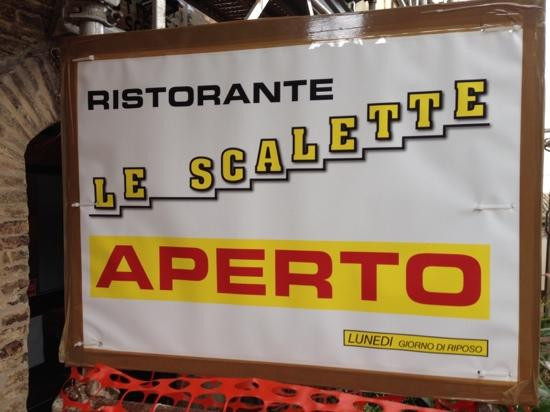 RISTORANTE
LE SCALETTE
APERTO
LUNEDI GIORNO DI RIPOSO